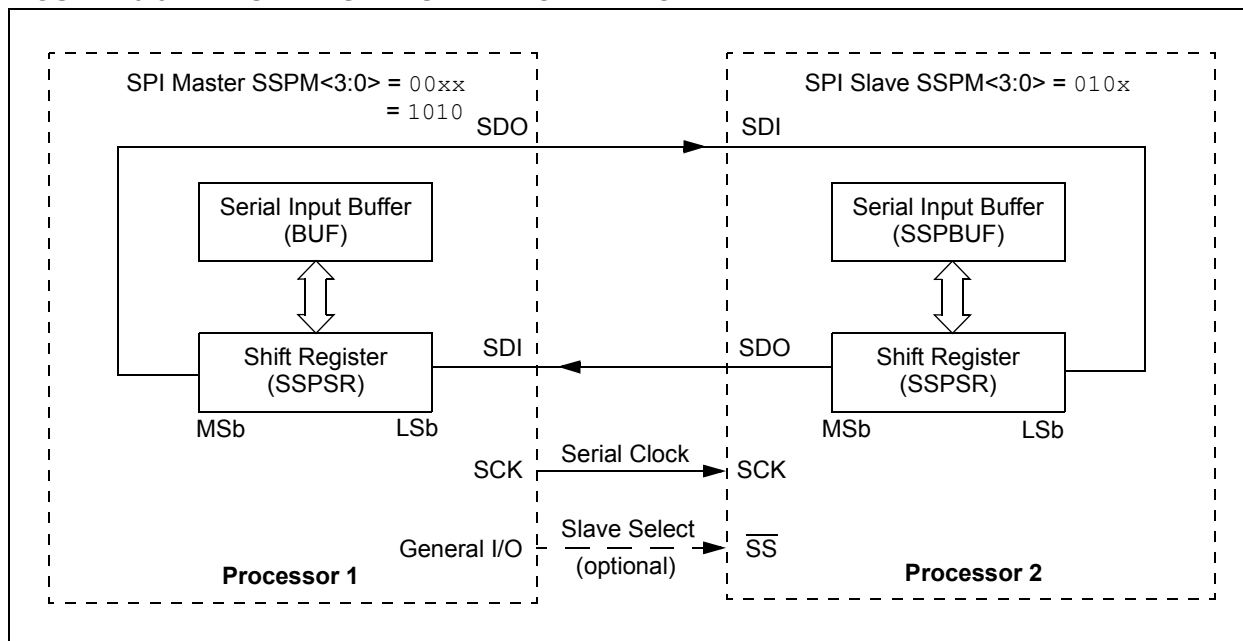 SPI Master SSPM<3:0> = 00xx
= 1010
SPI Slave SSPM<3:0> = 010x
SDO
SDI
Serial Input Buffer
(BUF)
Serial Input Buffer
(SSPBUF)
Shift Register
(SSPSR)
SDI
SDO
Shift Register
(SSPSR)
MSb
LSb
MSb
LSb
SCK
Serial Clock
SCK
General I/O
Slave Select
(optional)
S̅S̅
Processor 1
Processor 2